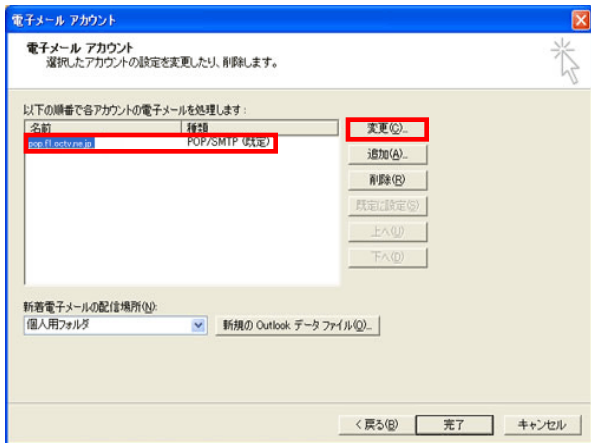 電子メール アカウント
電子メール アカウント
選択したアカウントの設定を変更したり、削除します。
以下の順番で各アカウントの電子メールを処理します:
名前 種類
pop.f1.octv.ne.jp POP/SMTP (既定)
変更(C)...
追加(A)...
削除(R)
既定に設定(S)
上へ(U)
下へ(D)
新着電子メールの配信場所(N):
個人用フォルダ 新規の Outlook データ ファイル(O)...
< 戻る(B) 完了 キャンセル